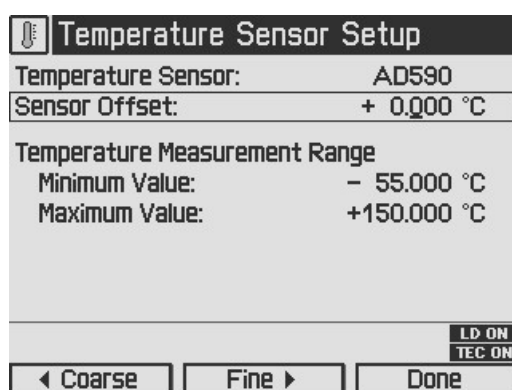 Temperature Sensor Setup
Temperature Sensor: AD590
Sensor Offset: + 0.000 °C
Temperature Measurement Range
Minimum Value: − 55.000 °C
Maximum Value: +150.000 °C
LD ON
TEC ON
◀ Coarse Fine ▶ Done